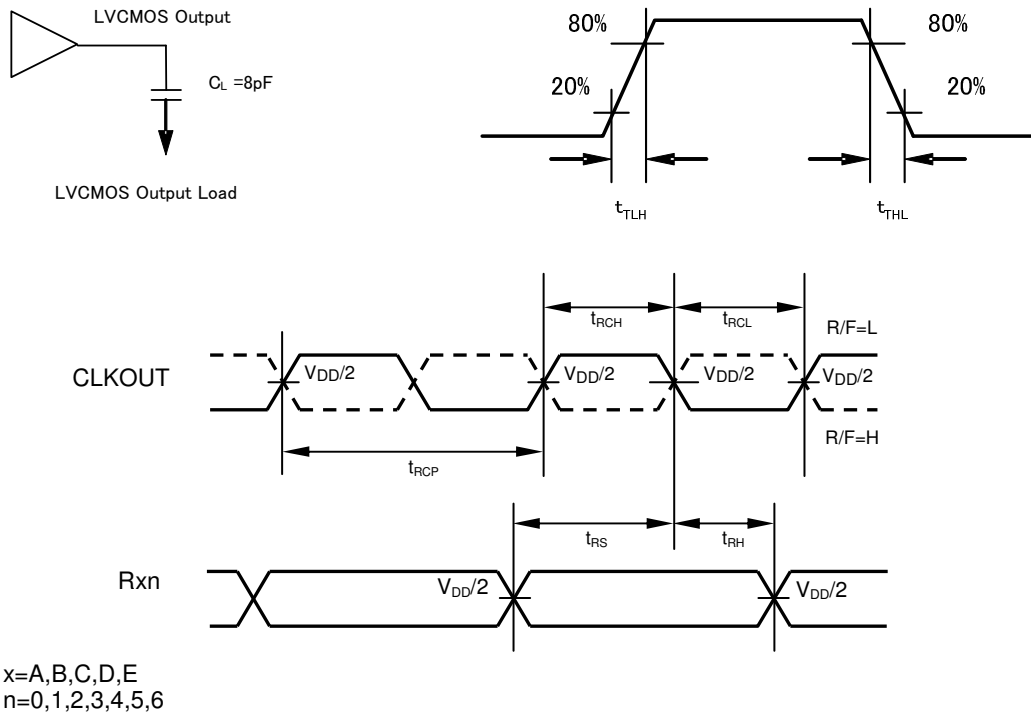 LVCMOS Output
C_L =8pF
LVCMOS Output Load
80%
80%
20%
20%
t_TLH
t_THL
t_RCH
t_RCL
R/F=L
CLKOUT
V_DD/2
V_DD/2
V_DD/2
V_DD/2
R/F=H
t_RCP
t_RS
t_RH
Rxn
V_DD/2
V_DD/2
x=A,B,C,D,E
n=0,1,2,3,4,5,6